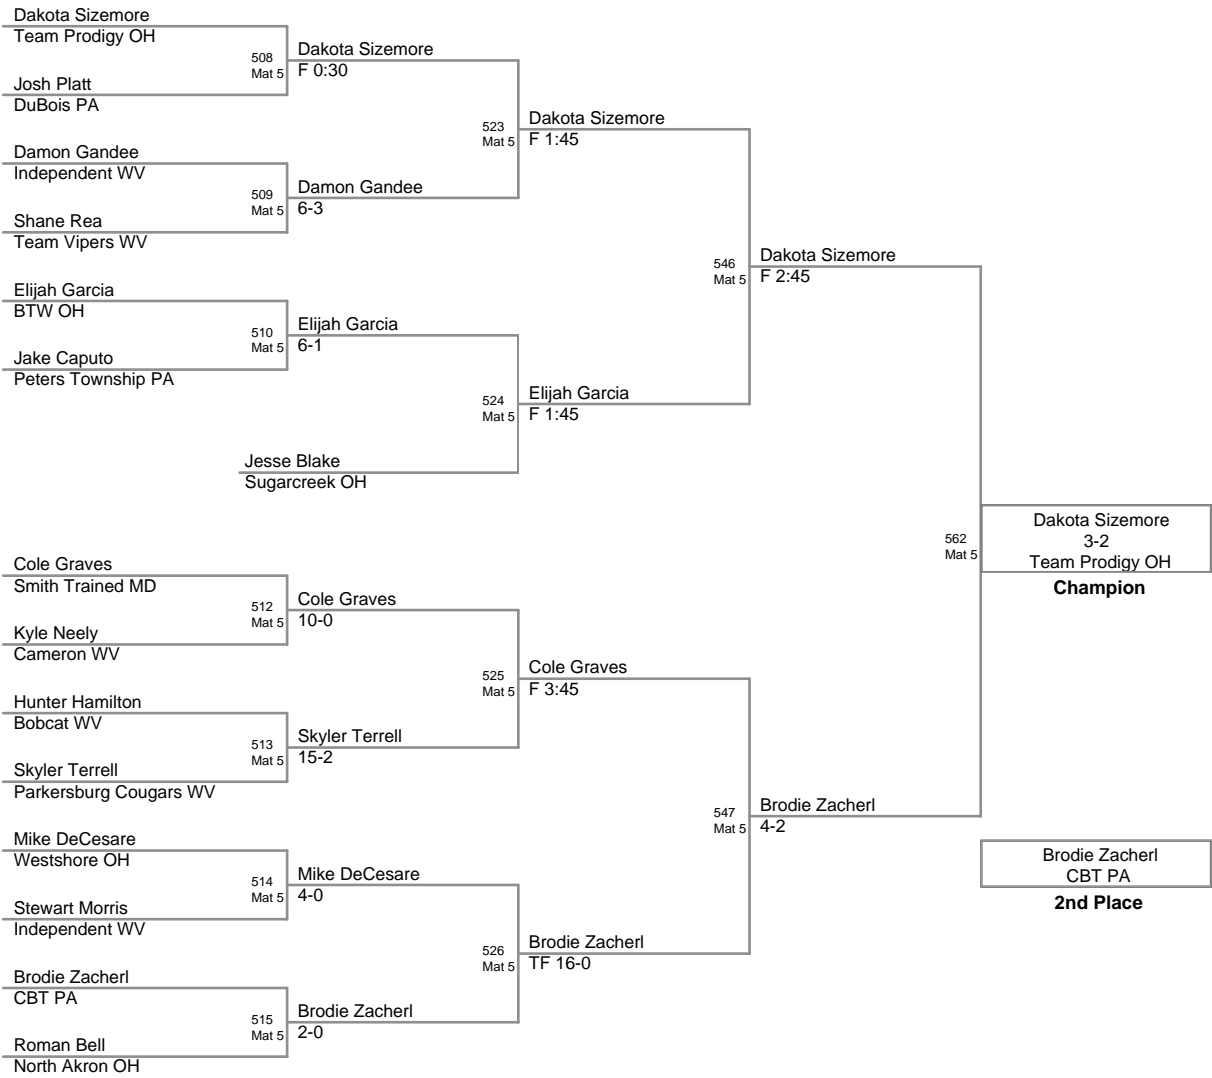 Dakota Sizemore
Team Prodigy OH
508
Mat 5
Dakota Sizemore
F 0:30
Josh Platt
DuBois PA
523
Mat 5
Dakota Sizemore
F 1:45
Damon Gandee
Independent WV
509
Mat 5
Damon Gandee
6-3
Shane Rea
Team Vipers WV
546
Mat 5
Dakota Sizemore
F 2:45
Elijah Garcia
BTW OH
510
Mat 5
Elijah Garcia
6-1
Jake Caputo
Peters Township PA
524
Mat 5
Elijah Garcia
F 1:45
Jesse Blake
Sugarcreek OH
562
Mat 5
Dakota Sizemore
3-2
Team Prodigy OH
Champion
Cole Graves
Smith Trained MD
512
Mat 5
Cole Graves
10-0
Kyle Neely
Cameron WV
525
Mat 5
Cole Graves
F 3:45
Hunter Hamilton
Bobcat WV
513
Mat 5
Skyler Terrell
15-2
Skyler Terrell
Parkersburg Cougars WV
547
Mat 5
Brodie Zacherl
4-2
Mike DeCesare
Westshore OH
514
Mat 5
Mike DeCesare
4-0
Stewart Morris
Independent WV
Brodie Zacherl
CBT PA
2nd Place
526
Mat 5
Brodie Zacherl
TF 16-0
Brodie Zacherl
CBT PA
515
Mat 5
Brodie Zacherl
2-0
Roman Bell
North Akron OH